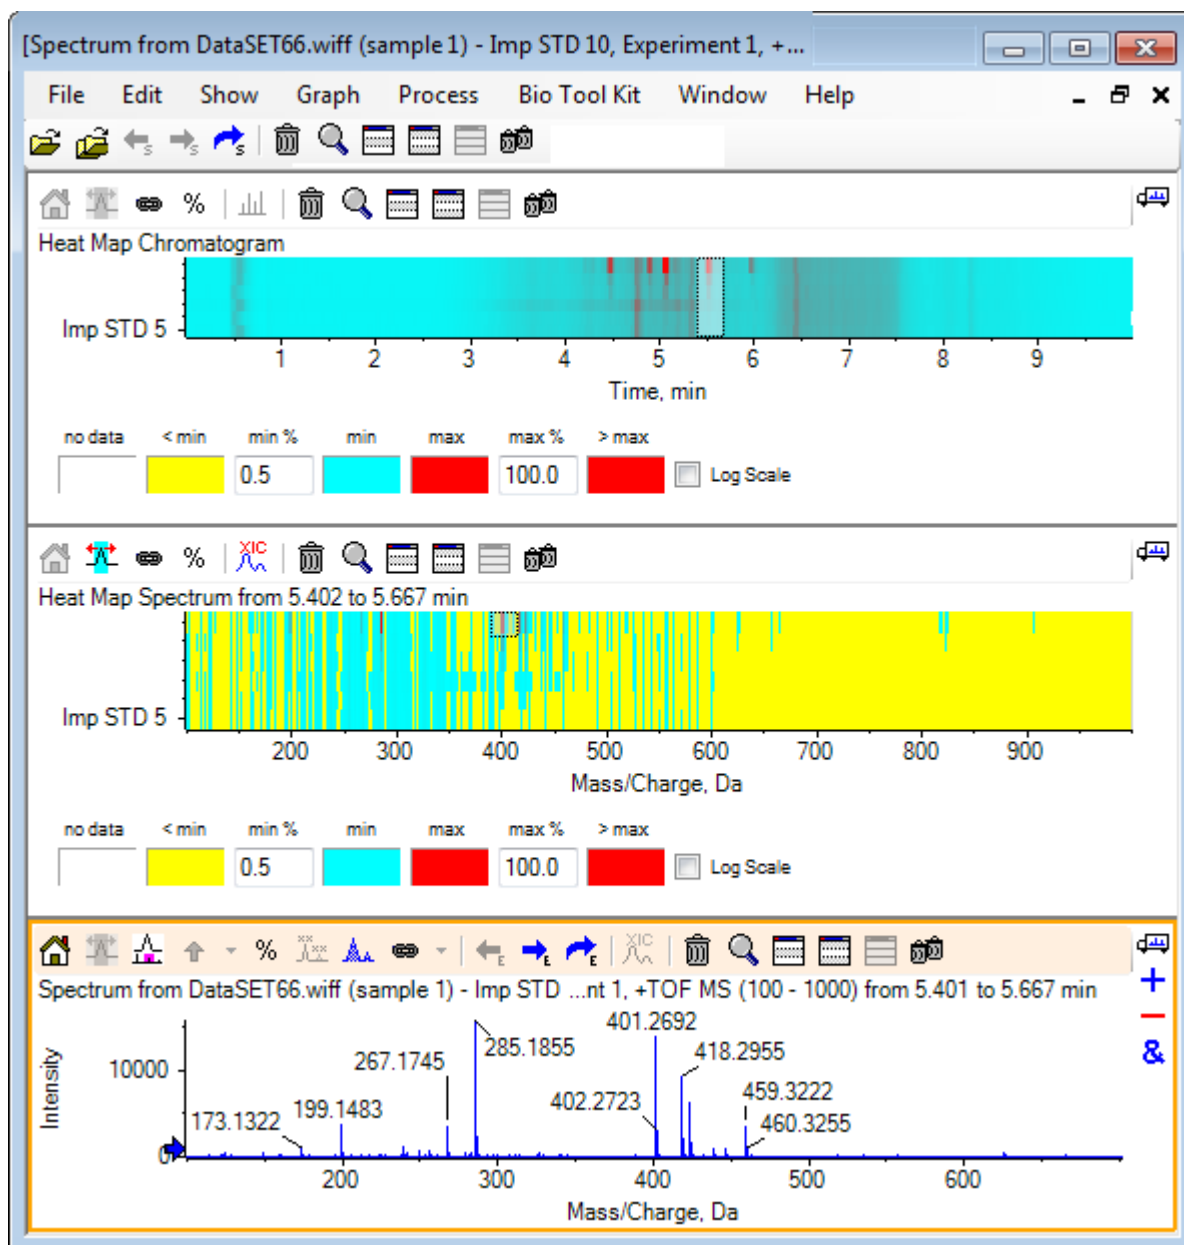 [Spectrum from DataSET66.wiff (sample 1) - Imp STD 10, Experiment 1, +...
File Edit Show Graph Process Bio Tool Kit Window Help
S S S
%
Heat Map Chromatogram
Imp STD 5
1 2 3 4 5 6 7 8 9
Time, min
no data < min min % min max max % > max
0.5 100.0 Log Scale
% XIC
Heat Map Spectrum from 5.402 to 5.667 min
Imp STD 5
200 300 400 500 600 700 800 900
Mass/Charge, Da
no data < min min % min max max % > max
0.5 100.0 Log Scale
% E E E XIC
Spectrum from DataSET66.wiff (sample 1) - Imp STD ...nt 1, +TOF MS (100 - 1000) from 5.401 to 5.667 min
+
−
&
Intensity
10000
0
173.1322
199.1483
267.1745
285.1855
401.2692
402.2723
418.2955
459.3222
460.3255
200 300 400 500 600
Mass/Charge, Da